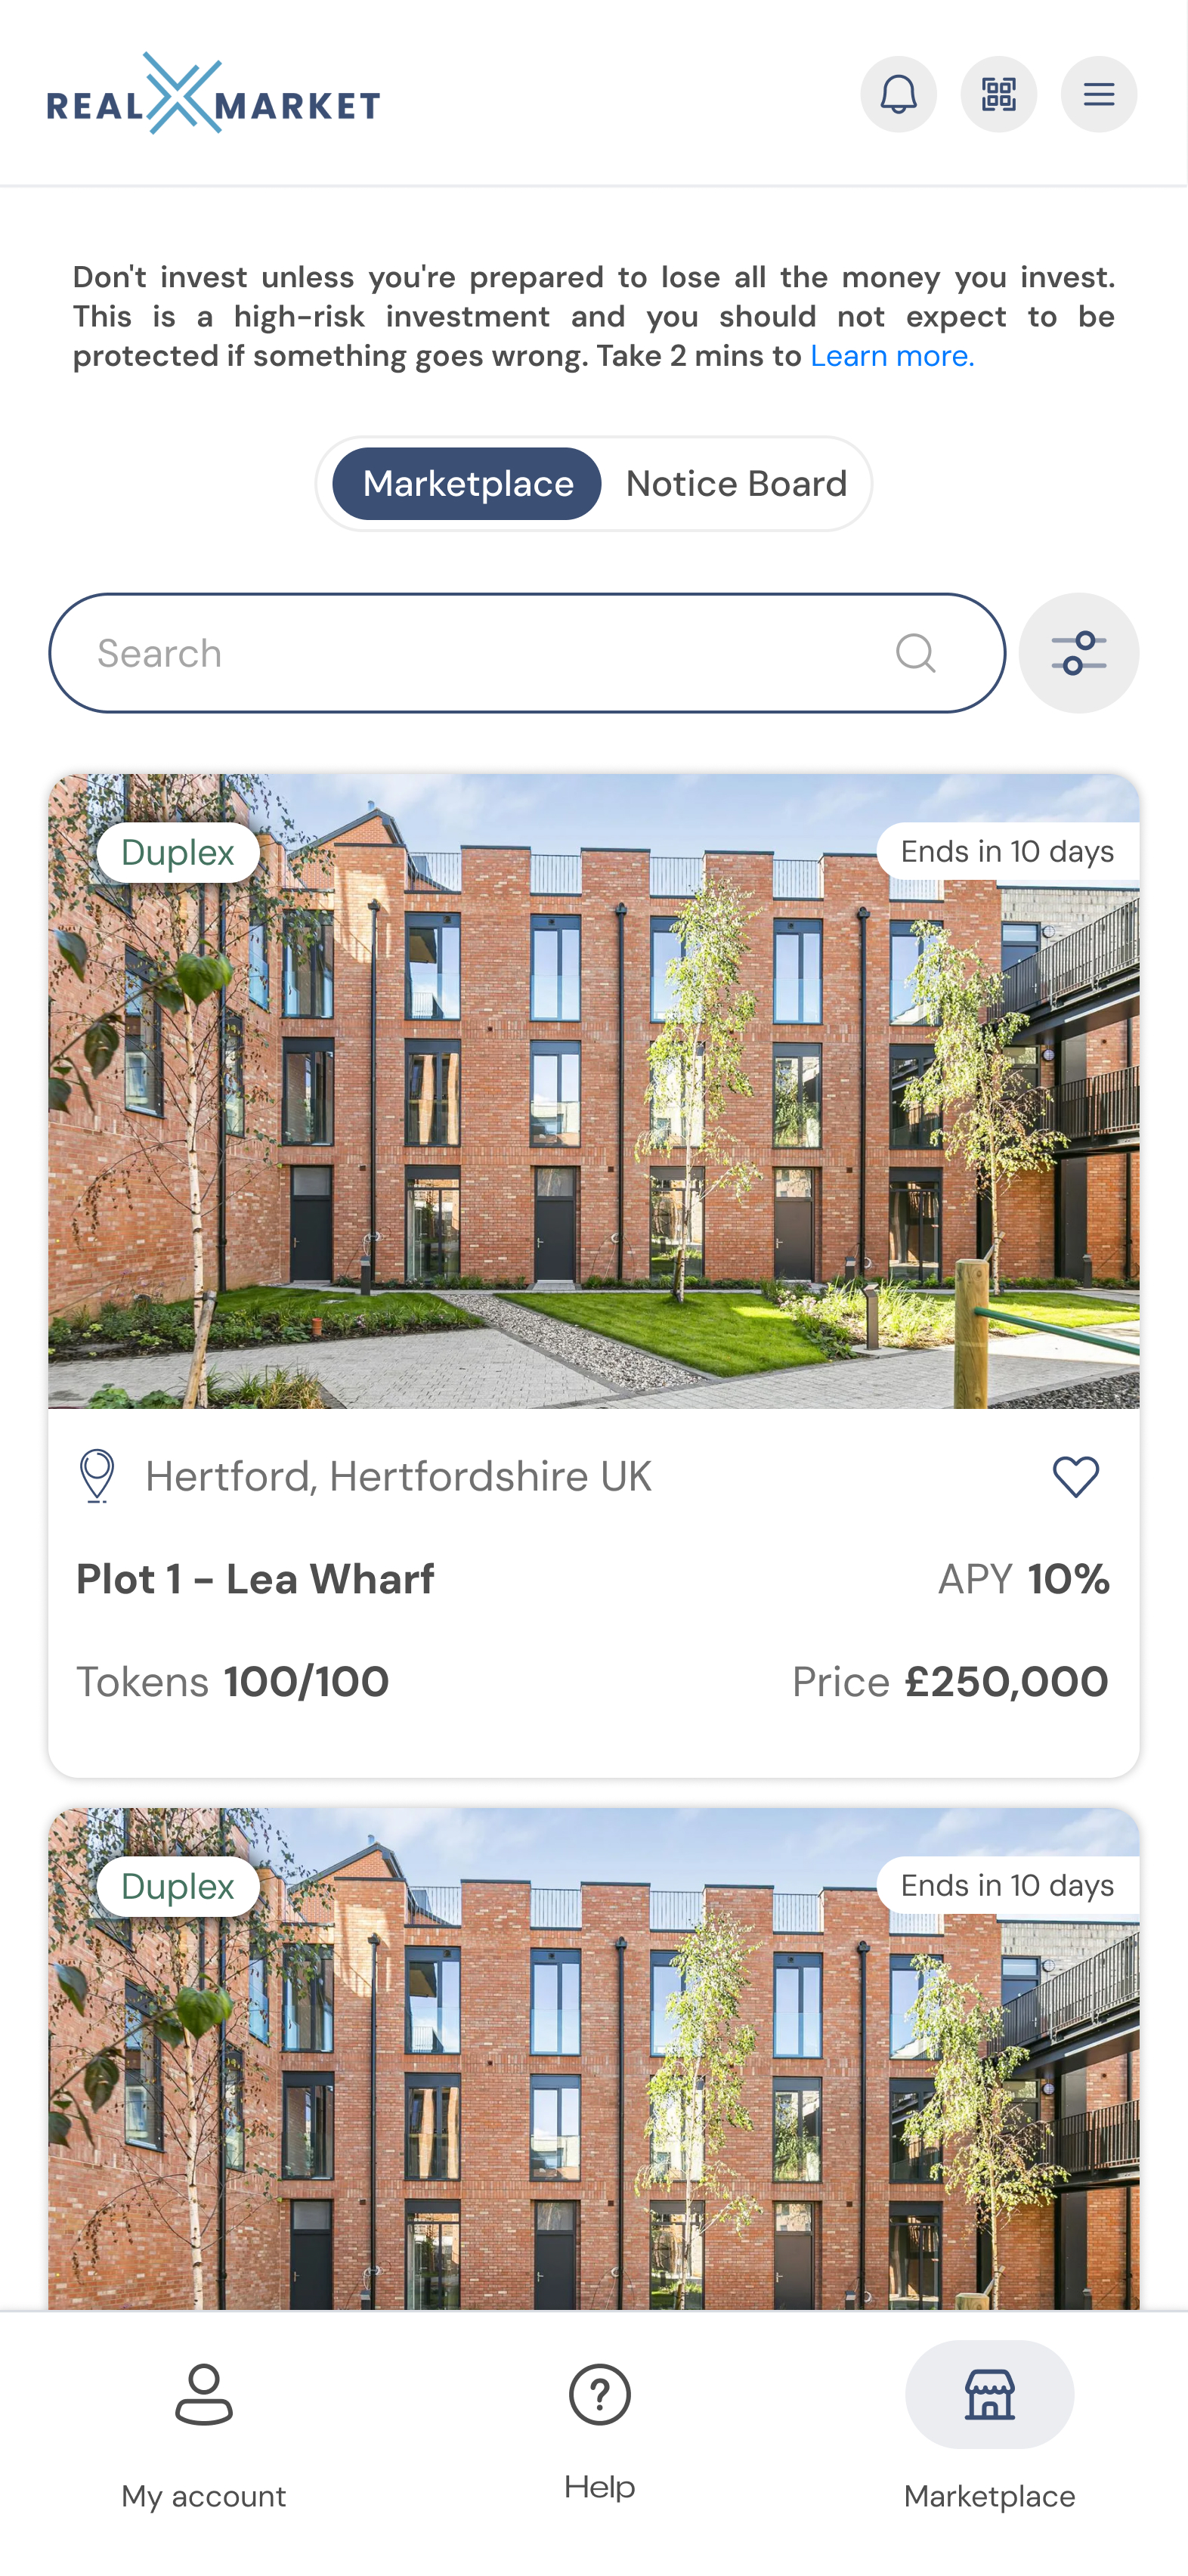 REAL MARKET
Don't invest unless you're prepared to lose all the money you invest.
This is a high-risk investment and you should not expect to be
protected if something goes wrong. Take 2 mins to Learn more.
Marketplace Notice Board
Search
Duplex Ends in 10 days
Hertford, Hertfordshire UK
Plot 1 - Lea Wharf APY 10%
Tokens 100/100 Price £250,000
Duplex Ends in 10 days
My account Help Marketplace